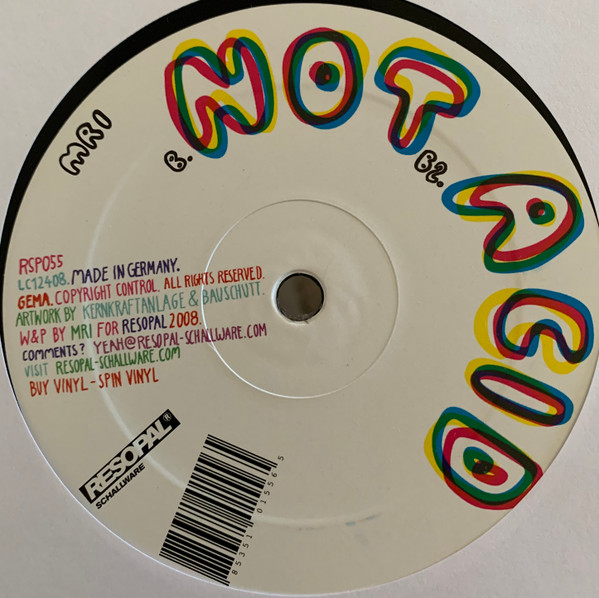 MRI
B. NOT
B2. ACID
RSP055
LC12408. MADE IN GERMANY.
GEMA. COPYRIGHT CONTROL. ALL RIGHTS RESERVED.
ARTWORK BY KERNKRAFTANLAGE & BAUSCHUTT.
W&P BY MRI FOR RESOPAL 2008.
COMMENTS? YEAH@RESOPAL-SCHALLWARE.COM
VISIT RESOPAL-SCHALLWARE.COM
BUY VINYL - SPIN VINYL
RESOPAL®
SCHALLWARE